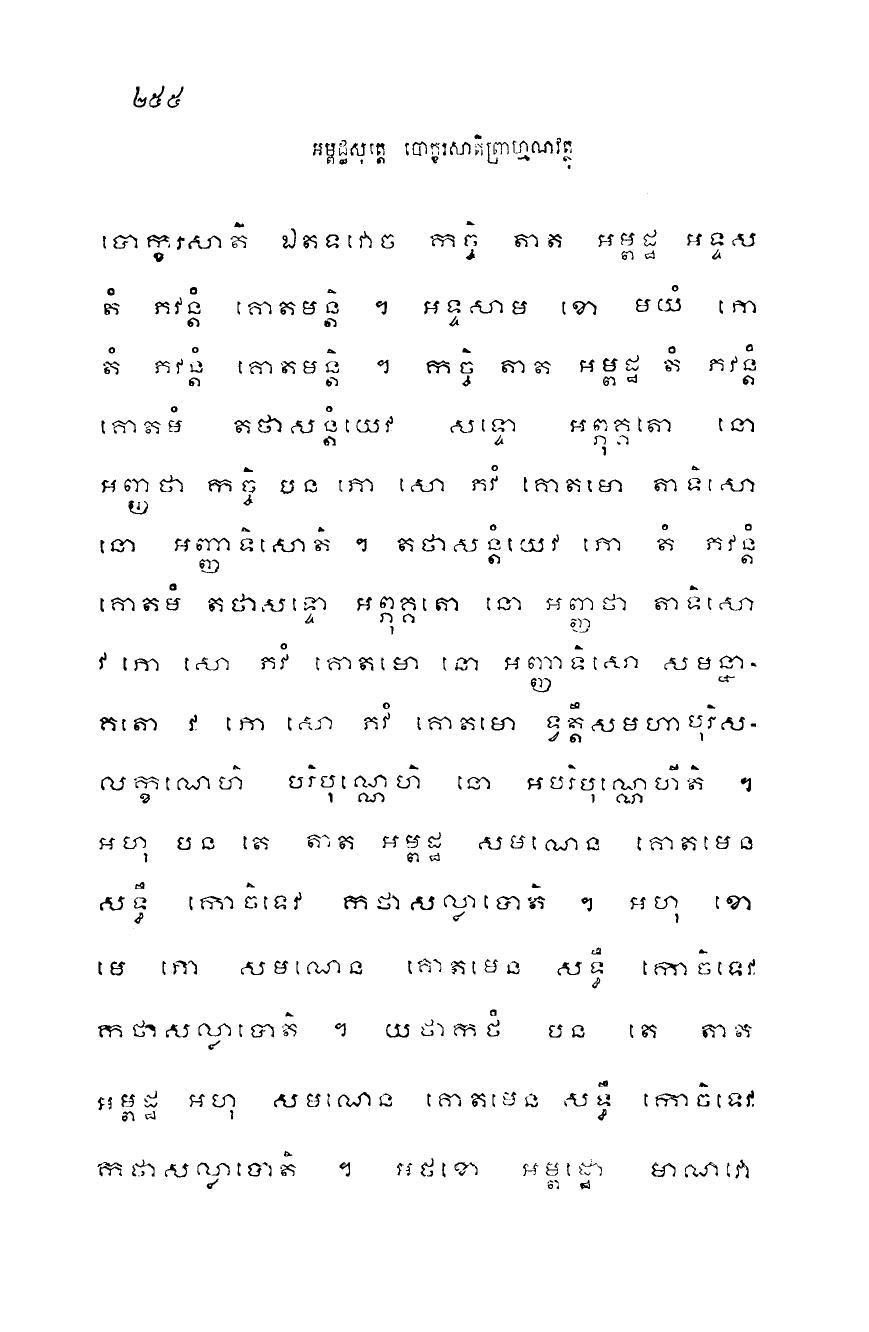 ២៥៥
អម្ពដ្ឋសុត្តេ បោក្ខរសាតិព្រាហ្មណវត្ថុ
បោក្ខរសាតិ ឯតទវោច កច្ចិ តាត អម្ពដ្ឋ អទ្ទស
តំ ភវន្តំ គោតមន្តិ ។ អទ្ទសាម ខោ មយំ ភោ
តំ ភវន្តំ គោតមន្តិ ។ កច្ចិ តាត អម្ពដ្ឋ តំ ភវន្តំ
គោតមំ តថាសន្តំយេវ សទ្ទោ អព្ភុគ្គតោ នោ
អញ្ញថា កច្ចិ បន ភោ សោ ភវំ គោតមោ តាទិសោ
នោ អញ្ញាទិសោតិ ។ តថាសន្តំយេវ ភោ តំ ភវន្តំ
គោតមំ តថាសទ្ទោ អព្ភុគ្គតោ នោ អញ្ញថា តាទិសោ
វ ភោ សោ ភវំ គោតមោ នោ អញ្ញាទិសោ សមន្នា-
គតោ វ ភោ សោ ភវំ គោតមោ ទ្វត្តឹសមហាបុរិស-
លក្ខណេហិ បរិបុណ្ណេហិ នោ អបរិបុណ្ណេហីតិ ។
អហុ បន តេ តាត អម្ពដ្ឋ សមណេន គោតមេន
សទ្ធឹ កោចិទេវ កថាសល្លាបោតិ ។ អហុ ខោ
មេ ភោ សមណេន គោតមេន សទ្ធឹ កោចិទេវ
កថាសល្លាបោតិ ។ យថាកថំ បន តេ តាត
អម្ពដ្ឋ អហុ សមណេន គោតមេន សទ្ធឹ កោចិទេវ
កថាសល្លាបោតិ ។ អថខោ អម្ពដ្ឋោ មាណវោ